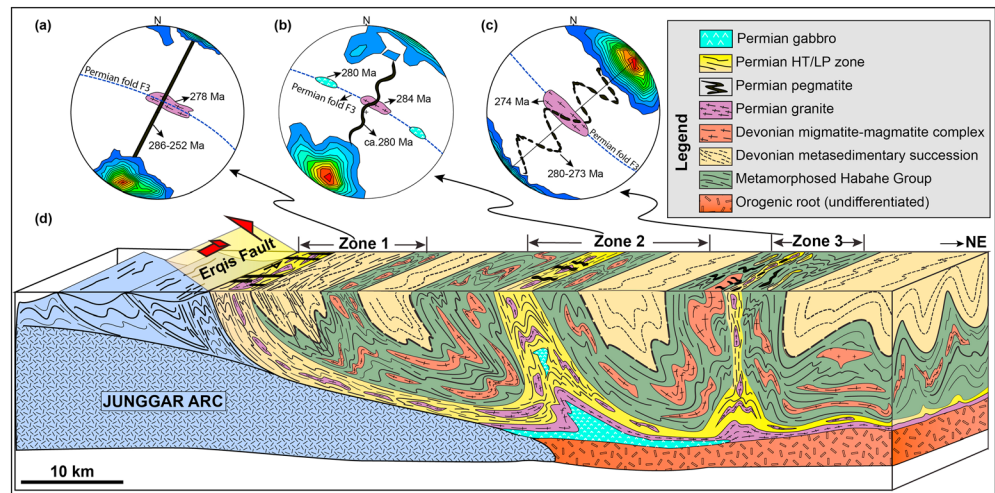 (a)
N
Permian fold F3
278 Ma
286-252 Ma
(b)
N
280 Ma
Permian fold F3
284 Ma
ca.280 Ma
(c)
N
274 Ma
Permian fold F3
280-273 Ma
Legend
Permian gabbro
Permian HT/LP zone
Permian pegmatite
Permian granite
Devonian migmatite-magmatite complex
Devonian metasedimentary succession
Metamorphosed Habahe Group
Orogenic root (undifferentiated)
(d)
Erqis Fault
Zone 1
Zone 2
Zone 3
NE
JUNGGAR ARC
10 km